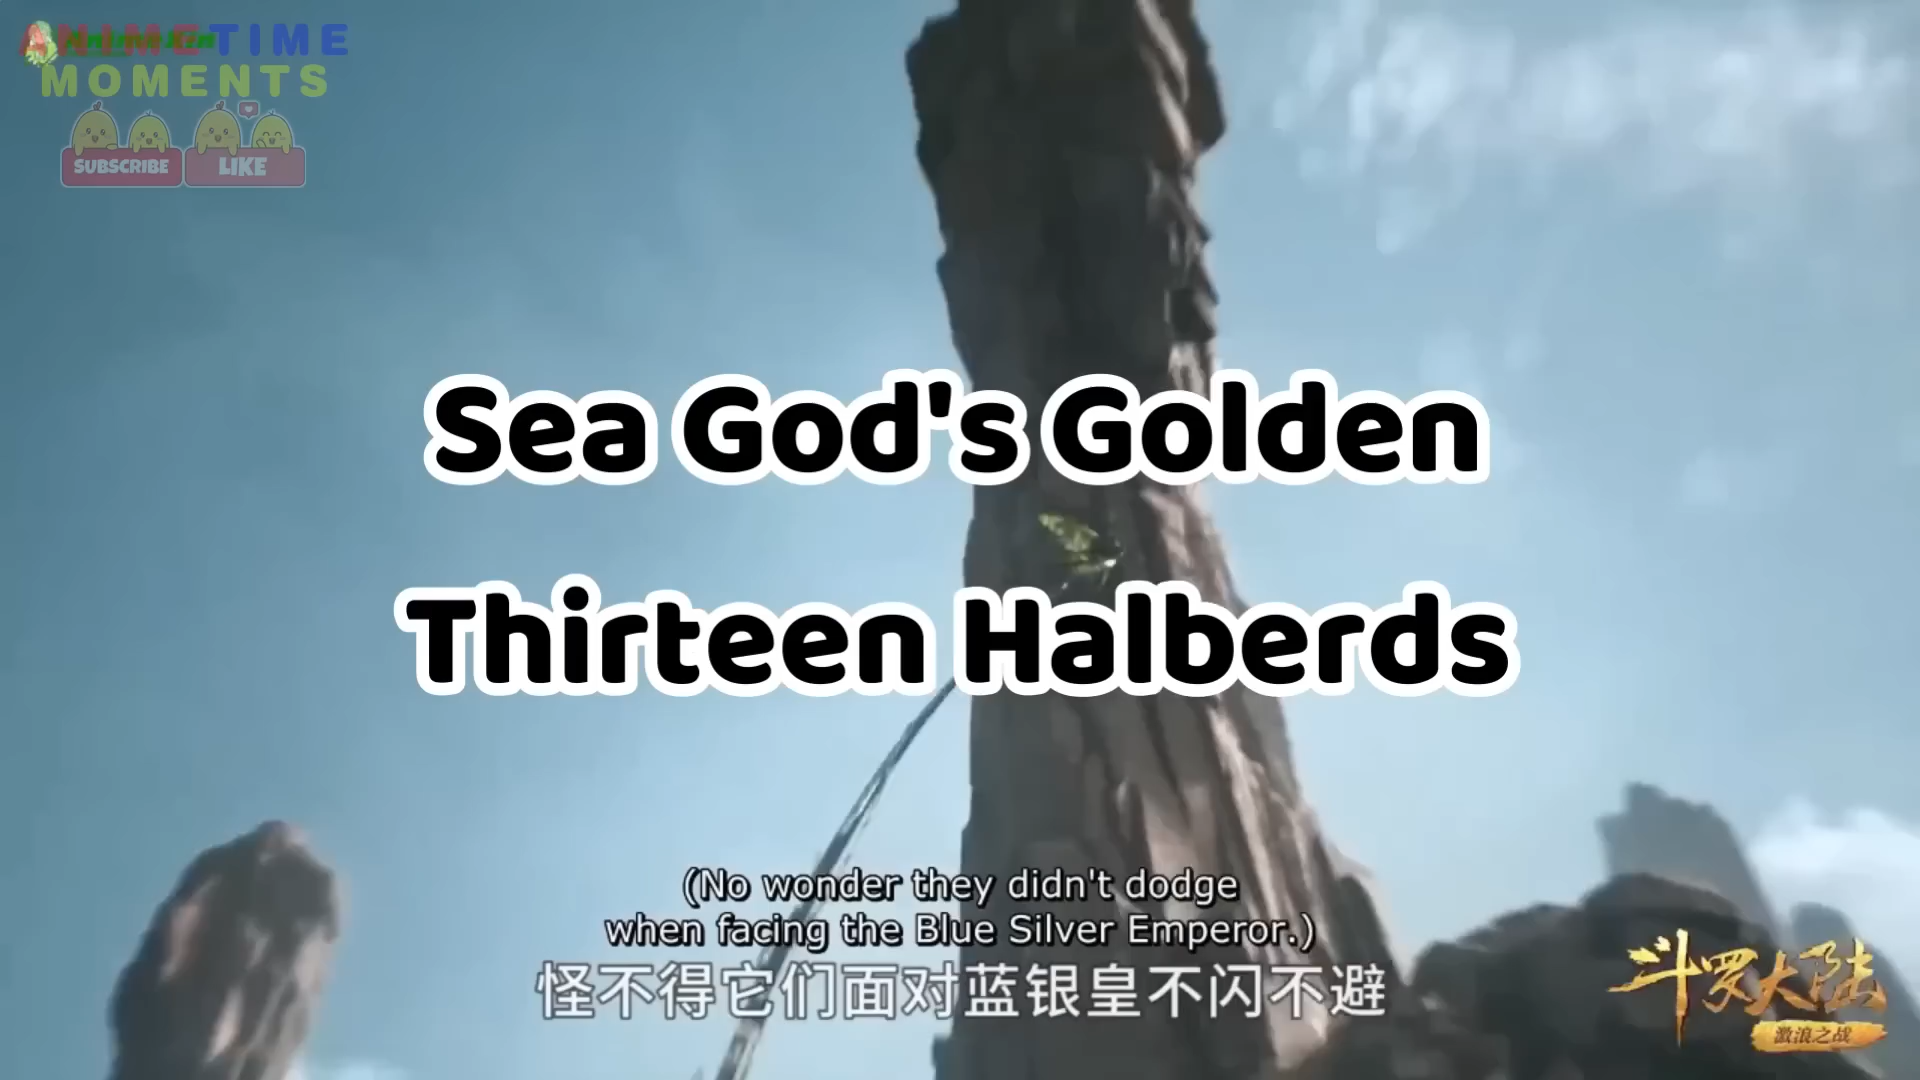 ANIMETIME
MOMENTS
SUBSCRIBE
LIKE
Sea God's Golden
Thirteen Halberds
(No wonder they didn't dodge
when facing the Blue Silver Emperor.)
怪不得它们面对蓝银皇不闪不避
斗罗大陆
激浪之战